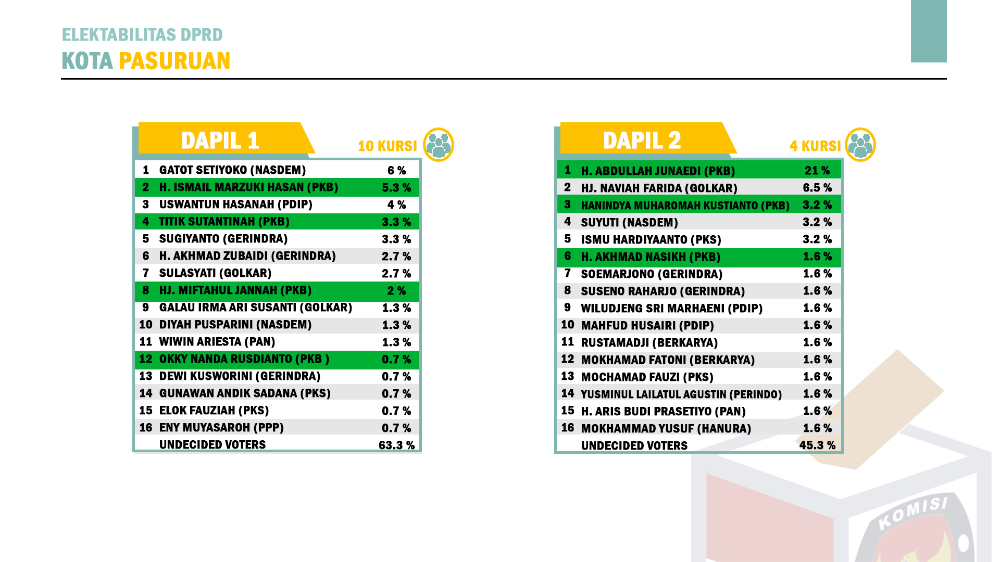 ELEKTABILITAS DPRD
KOTA PASURUAN
DAPIL 1
10 KURSI
1 GATOT SETIYOKO (NASDEM) 6 %
2 H. ISMAIL MARZUKI HASAN (PKB) 5.3 %
3 USWANTUN HASANAH (PDIP) 4 %
4 TITIK SUTANTINAH (PKB) 3.3 %
5 SUGIYANTO (GERINDRA) 3.3 %
6 H. AKHMAD ZUBAIDI (GERINDRA) 2.7 %
7 SULASYATI (GOLKAR) 2.7 %
8 HJ. MIFTAHUL JANNAH (PKB) 2 %
9 GALAU IRMA ARI SUSANTI (GOLKAR) 1.3 %
10 DIYAH PUSPARINI (NASDEM) 1.3 %
11 WIWIN ARIESTA (PAN) 1.3 %
12 OKKY NANDA RUSDIANTO (PKB ) 0.7 %
13 DEWI KUSWORINI (GERINDRA) 0.7 %
14 GUNAWAN ANDIK SADANA (PKS) 0.7 %
15 ELOK FAUZIAH (PKS) 0.7 %
16 ENY MUYASAROH (PPP) 0.7 %
UNDECIDED VOTERS 63.3 %
DAPIL 2
4 KURSI
1 H. ABDULLAH JUNAEDI (PKB) 21 %
2 HJ. NAVIAH FARIDA (GOLKAR) 6.5 %
3 HANINDYA MUHAROMAH KUSTIANTO (PKB) 3.2 %
4 SUYUTI (NASDEM) 3.2 %
5 ISMU HARDIYAANTO (PKS) 3.2 %
6 H. AKHMAD NASIKH (PKB) 1.6 %
7 SOEMARJONO (GERINDRA) 1.6 %
8 SUSENO RAHARJO (GERINDRA) 1.6 %
9 WILUDJENG SRI MARHAENI (PDIP) 1.6 %
10 MAHFUD HUSAIRI (PDIP) 1.6 %
11 RUSTAMADJI (BERKARYA) 1.6 %
12 MOKHAMAD FATONI (BERKARYA) 1.6 %
13 MOCHAMAD FAUZI (PKS) 1.6 %
14 YUSMINUL LAILATUL AGUSTIN (PERINDO) 1.6 %
15 H. ARIS BUDI PRASETIYO (PAN) 1.6 %
16 MOKHAMMAD YUSUF (HANURA) 1.6 %
UNDECIDED VOTERS 45.3 %
KOMISI